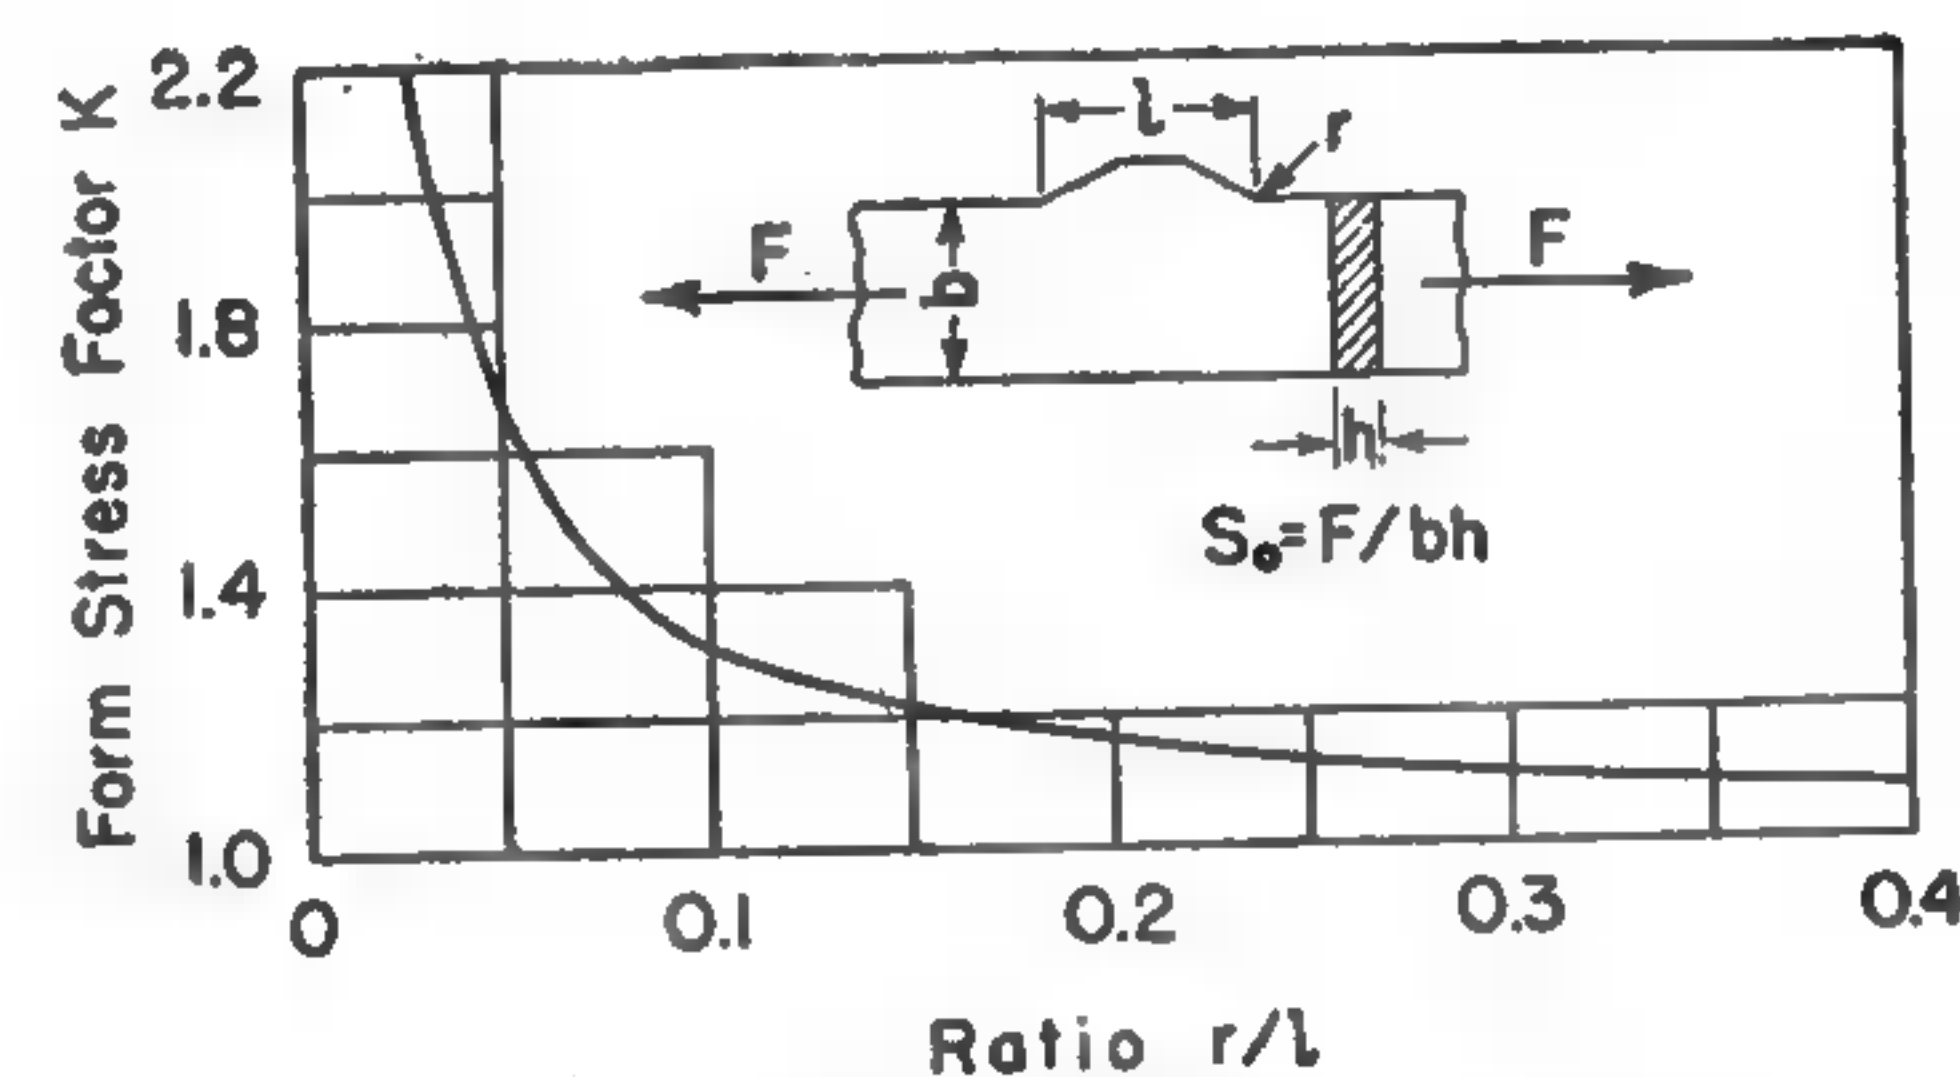 Form Stress Factor K
2.2
1.8
1.4
1.0
0
0.1
0.2
0.3
0.4
Ratio r/l
l
r
F
b
F
h
S₀=F/bh